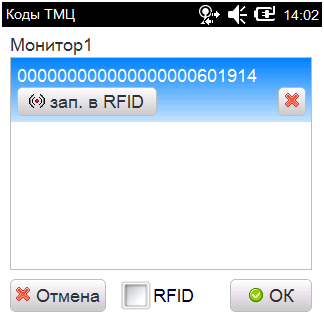 Коды ТМЦ 14:02
Монитор1
000000000000000000601914
зап. в RFID
Отмена RFID OK